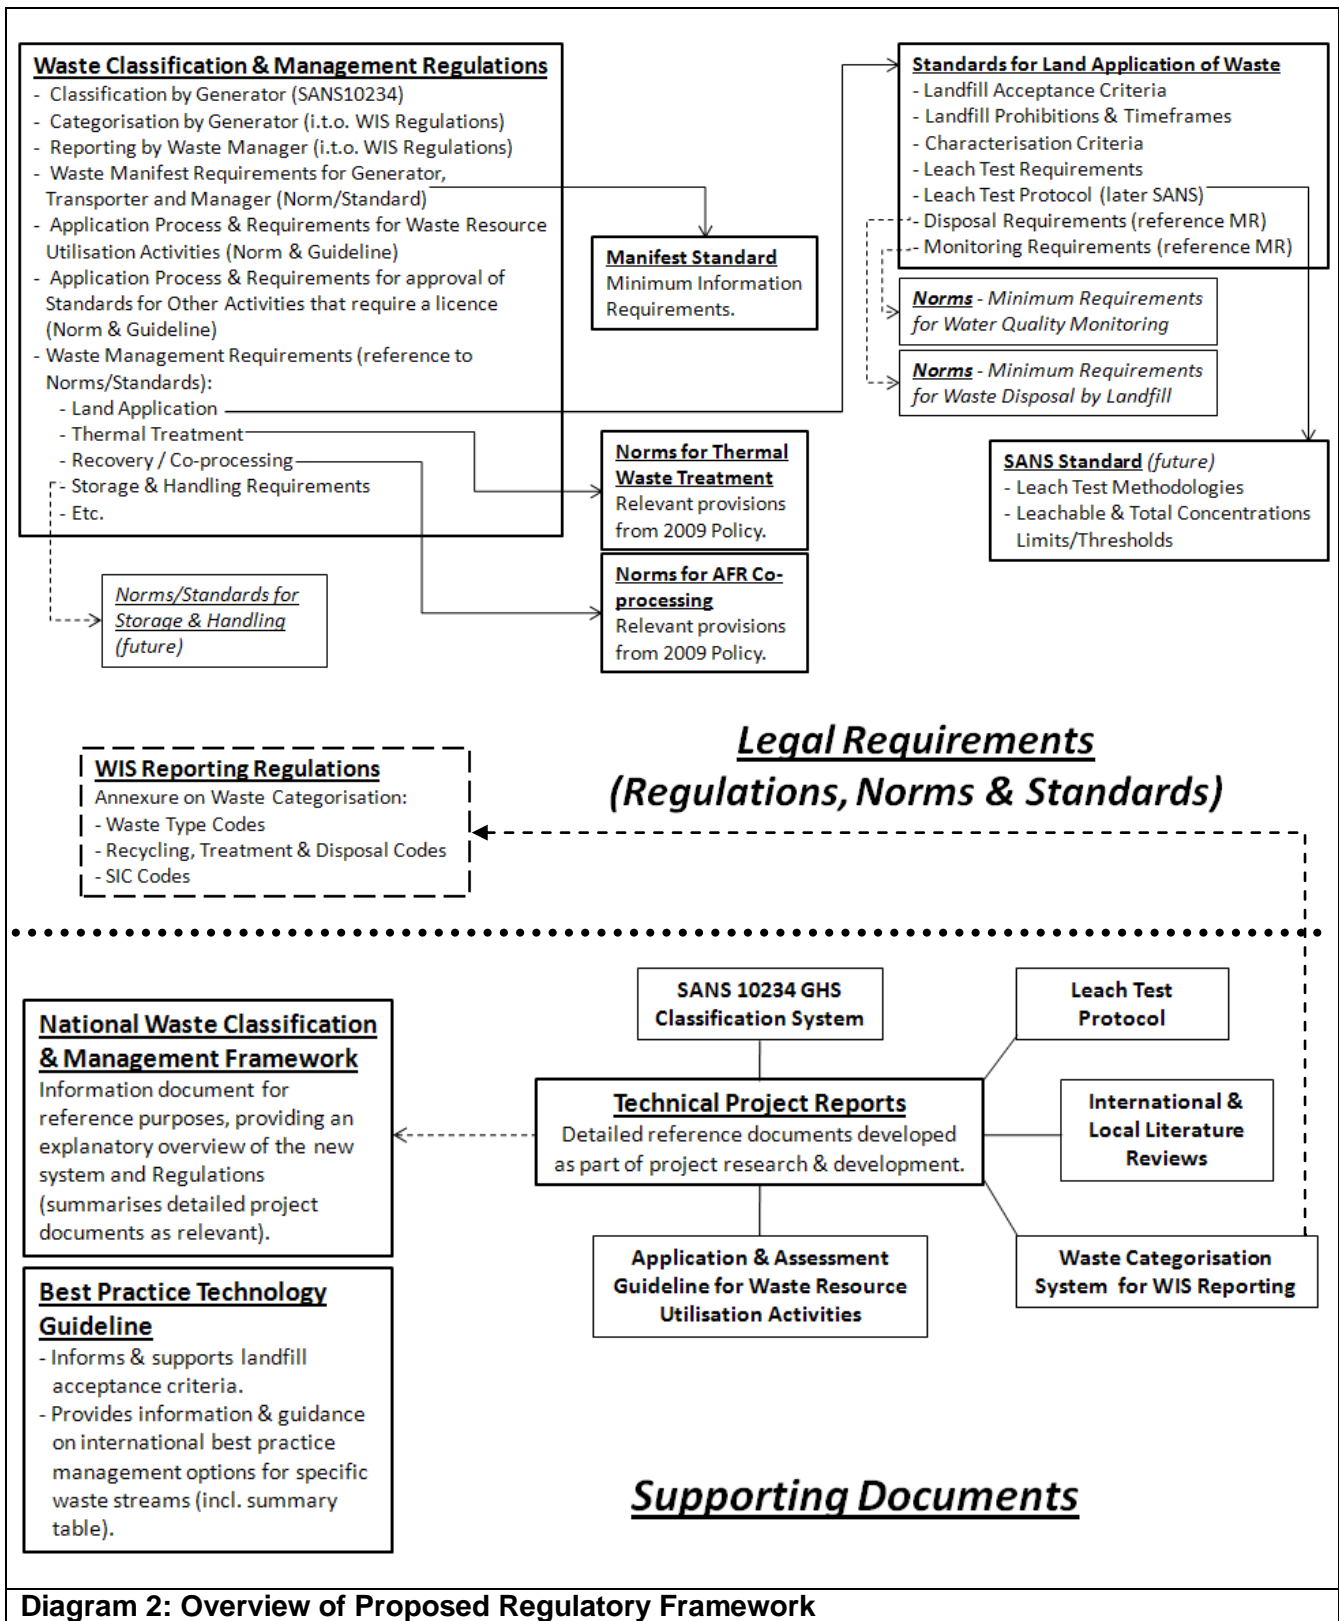 Waste Classification & Management Regulations
- Classification by Generator (SANS10234)
- Categorisation by Generator (i.t.o. WIS Regulations)
- Reporting by Waste Manager (i.t.o. WIS Regulations)
- Waste Manifest Requirements for Generator,
Transporter and Manager (Norm/Standard)
- Application Process & Requirements for Waste Resource
Utilisation Activities (Norm & Guideline)
- Application Process & Requirements for approval of
Standards for Other Activities that require a licence
(Norm & Guideline)
- Waste Management Requirements (reference to
Norms/Standards):
- Land Application
- Thermal Treatment
- Recovery / Co-processing
- Storage & Handling Requirements
- Etc.
Manifest Standard
Minimum Information
Requirements.
Standards for Land Application of Waste
- Landfill Acceptance Criteria
- Landfill Prohibitions & Timeframes
- Characterisation Criteria
- Leach Test Requirements
- Leach Test Protocol (later SANS)
- Disposal Requirements (reference MR)
- Monitoring Requirements (reference MR)
Norms - Minimum Requirements
for Water Quality Monitoring
Norms - Minimum Requirements
for Waste Disposal by Landfill
SANS Standard (future)
- Leach Test Methodologies
- Leachable & Total Concentrations
Limits/Thresholds
Norms for Thermal
Waste Treatment
Relevant provisions
from 2009 Policy.
Norms for AFR Co-
processing
Relevant provisions
from 2009 Policy.
Norms/Standards for
Storage & Handling
(future)
Legal Requirements
(Regulations, Norms & Standards)
WIS Reporting Regulations
Annexure on Waste Categorisation:
- Waste Type Codes
- Recycling, Treatment & Disposal Codes
- SIC Codes
National Waste Classification
& Management Framework
Information document for
reference purposes, providing an
explanatory overview of the new
system and Regulations
(summarises detailed project
documents as relevant).
SANS 10234 GHS
Classification System
Leach Test
Protocol
Technical Project Reports
Detailed reference documents developed
as part of project research & development.
International &
Local Literature
Reviews
Application & Assessment
Guideline for Waste Resource
Utilisation Activities
Waste Categorisation
System for WIS Reporting
Best Practice Technology
Guideline
- Informs & supports landfill
acceptance criteria.
- Provides information & guidance
on international best practice
management options for specific
waste streams (incl. summary
table).
Supporting Documents
Diagram 2: Overview of Proposed Regulatory Framework